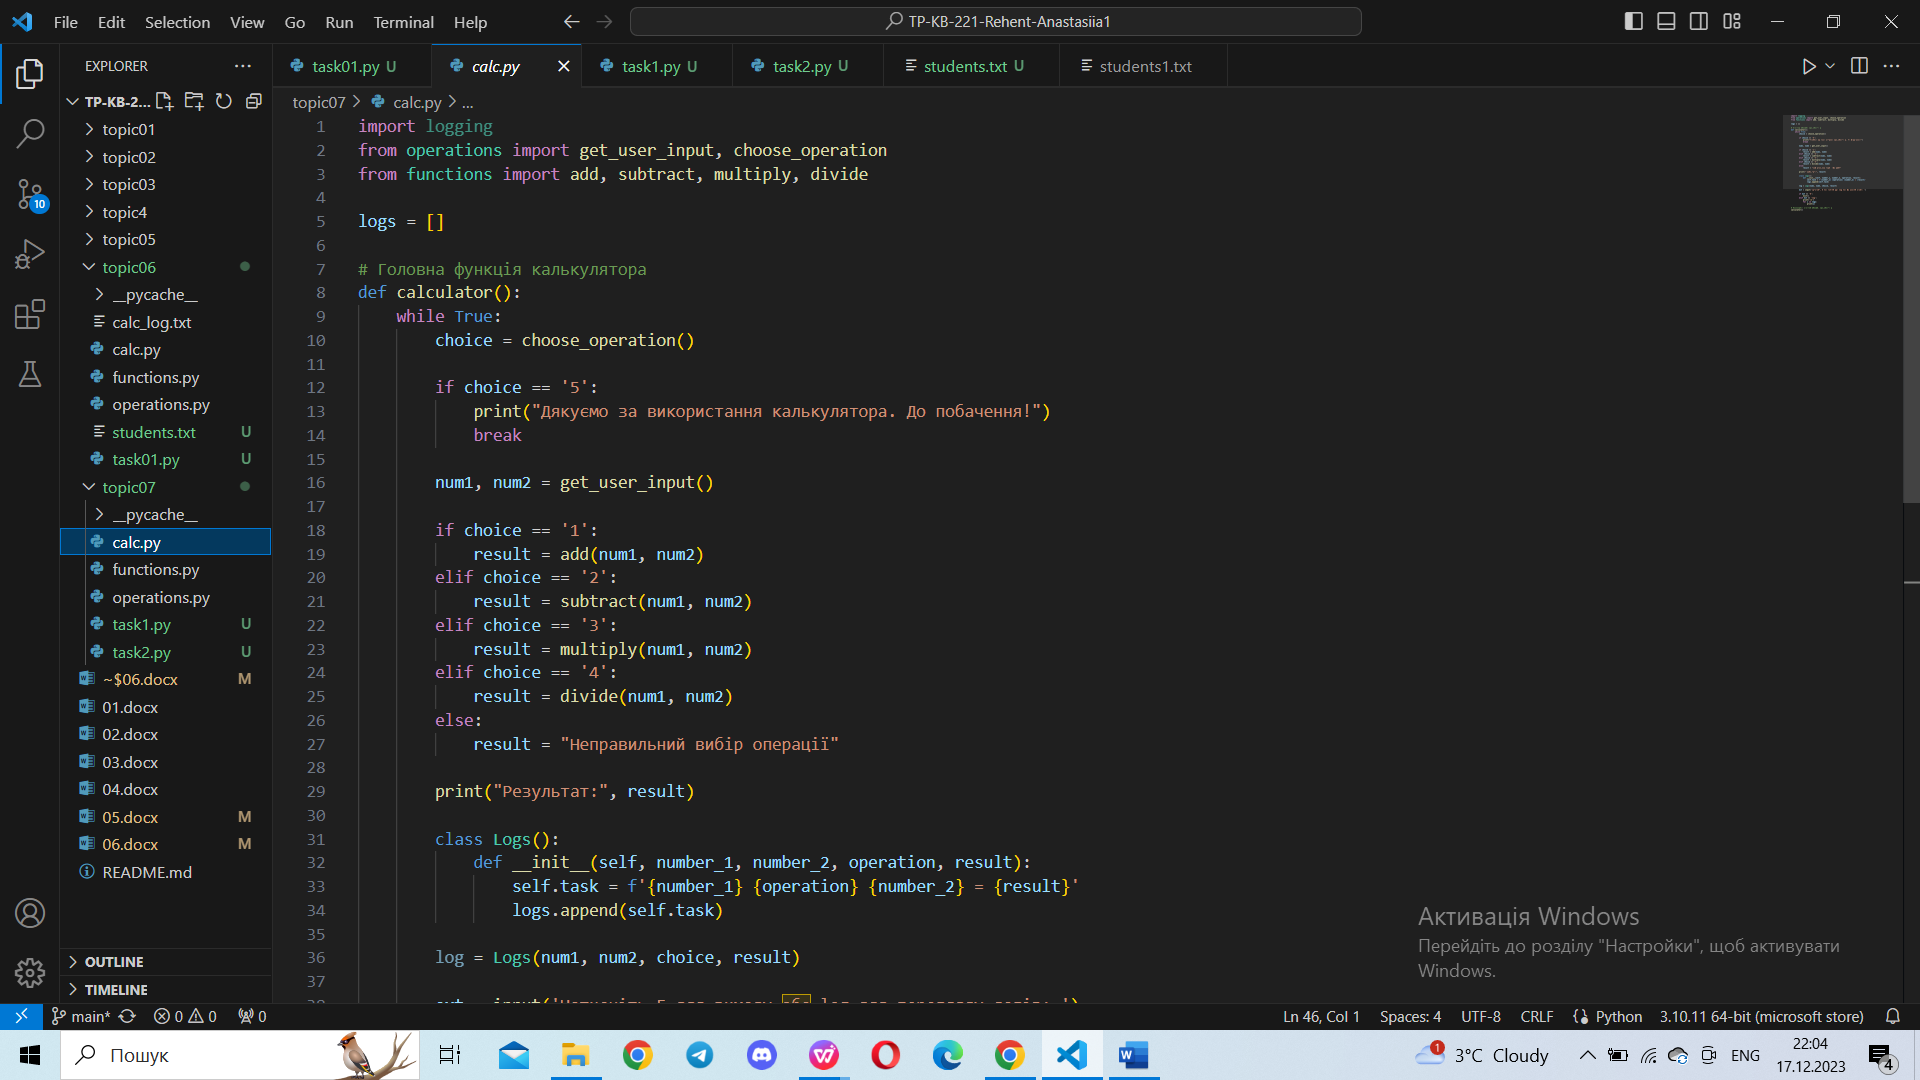 File Edit Selection View Go Run Terminal Help
TP-KB-221-Rehent-Anastasiia1
EXPLORER
task01.py U
calc.py
task1.py U
task2.py U
students.txt U
students1.txt
TP-KB-2...
topic01
topic02
topic03
topic4
topic05
topic06
__pycache__
calc_log.txt
calc.py
functions.py
operations.py
students.txt U
task01.py U
topic07
__pycache__
calc.py
functions.py
operations.py
task1.py U
task2.py U
~$06.docx M
01.docx
02.docx
03.docx
04.docx
05.docx M
06.docx M
README.md
OUTLINE
TIMELINE
10
topic07 > calc.py > ...
1 import logging
2 from operations import get_user_input, choose_operation
3 from functions import add, subtract, multiply, divide
4
5 logs = []
6
7 # Головна функція калькулятора
8 def calculator():
9 while True:
10 choice = choose_operation()
11
12 if choice == '5':
13 print("Дякуємо за використання калькулятора. До побачення!")
14 break
15
16 num1, num2 = get_user_input()
17
18 if choice == '1':
19 result = add(num1, num2)
20 elif choice == '2':
21 result = subtract(num1, num2)
22 elif choice == '3':
23 result = multiply(num1, num2)
24 elif choice == '4':
25 result = divide(num1, num2)
26 else:
27 result = "Неправильний вибір операції"
28
29 print("Результат:", result)
30
31 class Logs():
32 def __init__(self, number_1, number_2, operation, result):
33 self.task = f'{number_1} {operation} {number_2} = {result}'
34 logs.append(self.task)
35
36 log = Logs(num1, num2, choice, result)
37
Активація Windows
Перейдіть до розділу "Настройки", щоб активувати
Windows.
main* 0 0 0
Ln 46, Col 1 Spaces: 4 UTF-8 CRLF Python 3.10.11 64-bit (microsoft store)
Пошук
1 3°C Cloudy ENG
22:04
17.12.2023
4